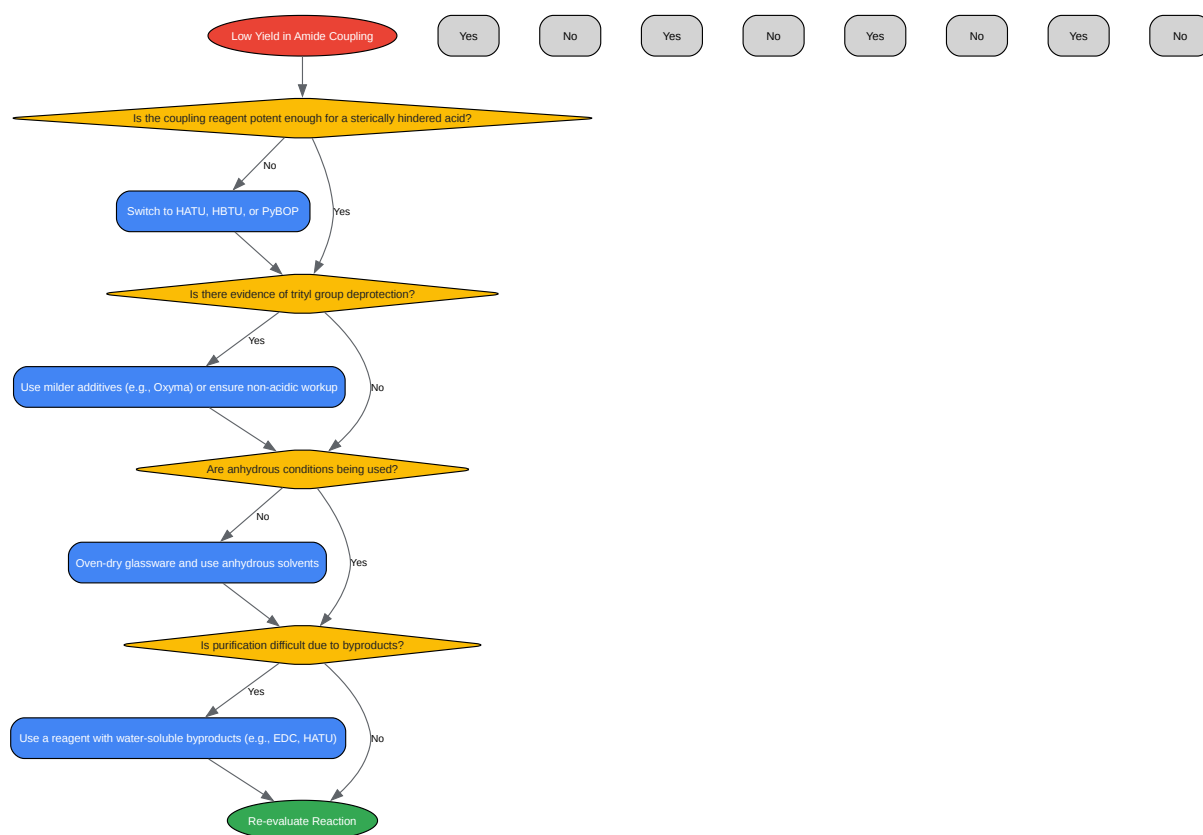 Low Yield in Amide Coupling
Yes
No
Yes
No
Yes
No
Yes
No
Is the coupling reagent potent enough for a sterically hindered acid?
No
Switch to HATU, HBTU, or PyBOP
Yes
Is there evidence of trityl group deprotection?
Yes
Use milder additives (e.g., Oxyma) or ensure non-acidic workup
No
Are anhydrous conditions being used?
No
Oven-dry glassware and use anhydrous solvents
Yes
Is purification difficult due to byproducts?
Yes
Use a reagent with water-soluble byproducts (e.g., EDC, HATU)
No
Re-evaluate Reaction